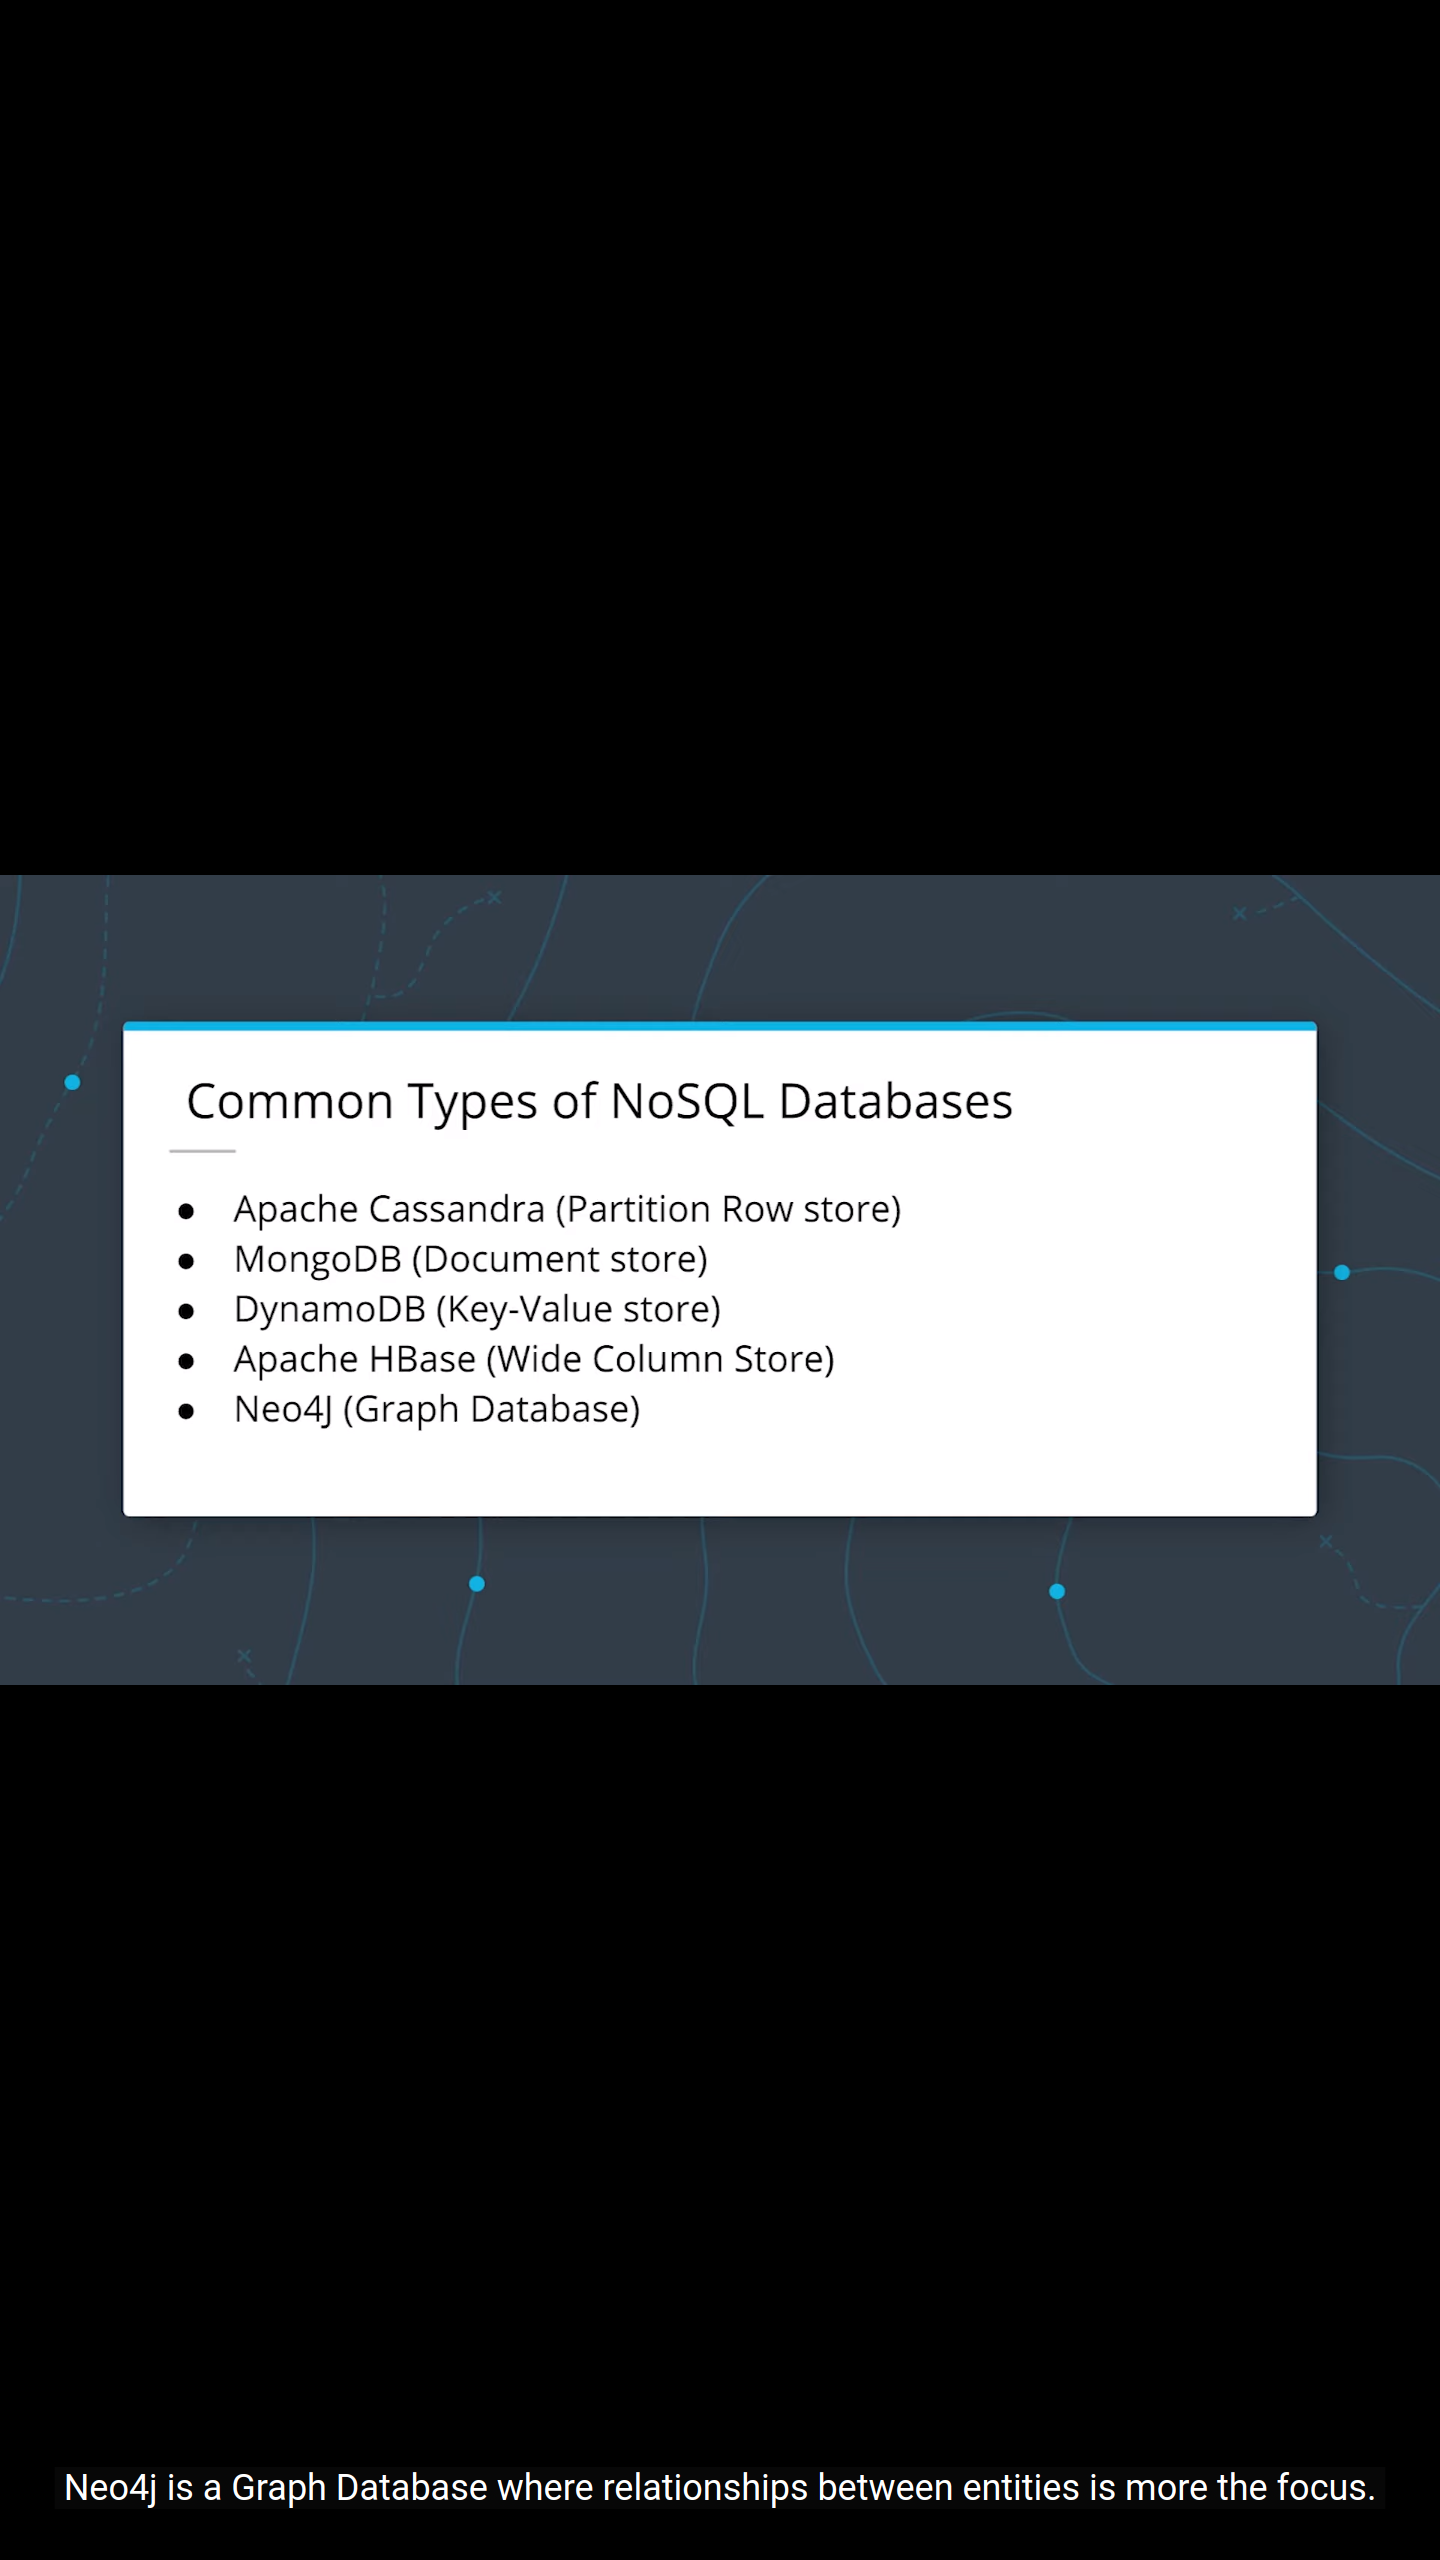 Common Types of NoSQL Databases
● Apache Cassandra (Partition Row store)
● MongoDB (Document store)
● DynamoDB (Key-Value store)
● Apache HBase (Wide Column Store)
● Neo4J (Graph Database)
Neo4j is a Graph Database where relationships between entities is more the focus.